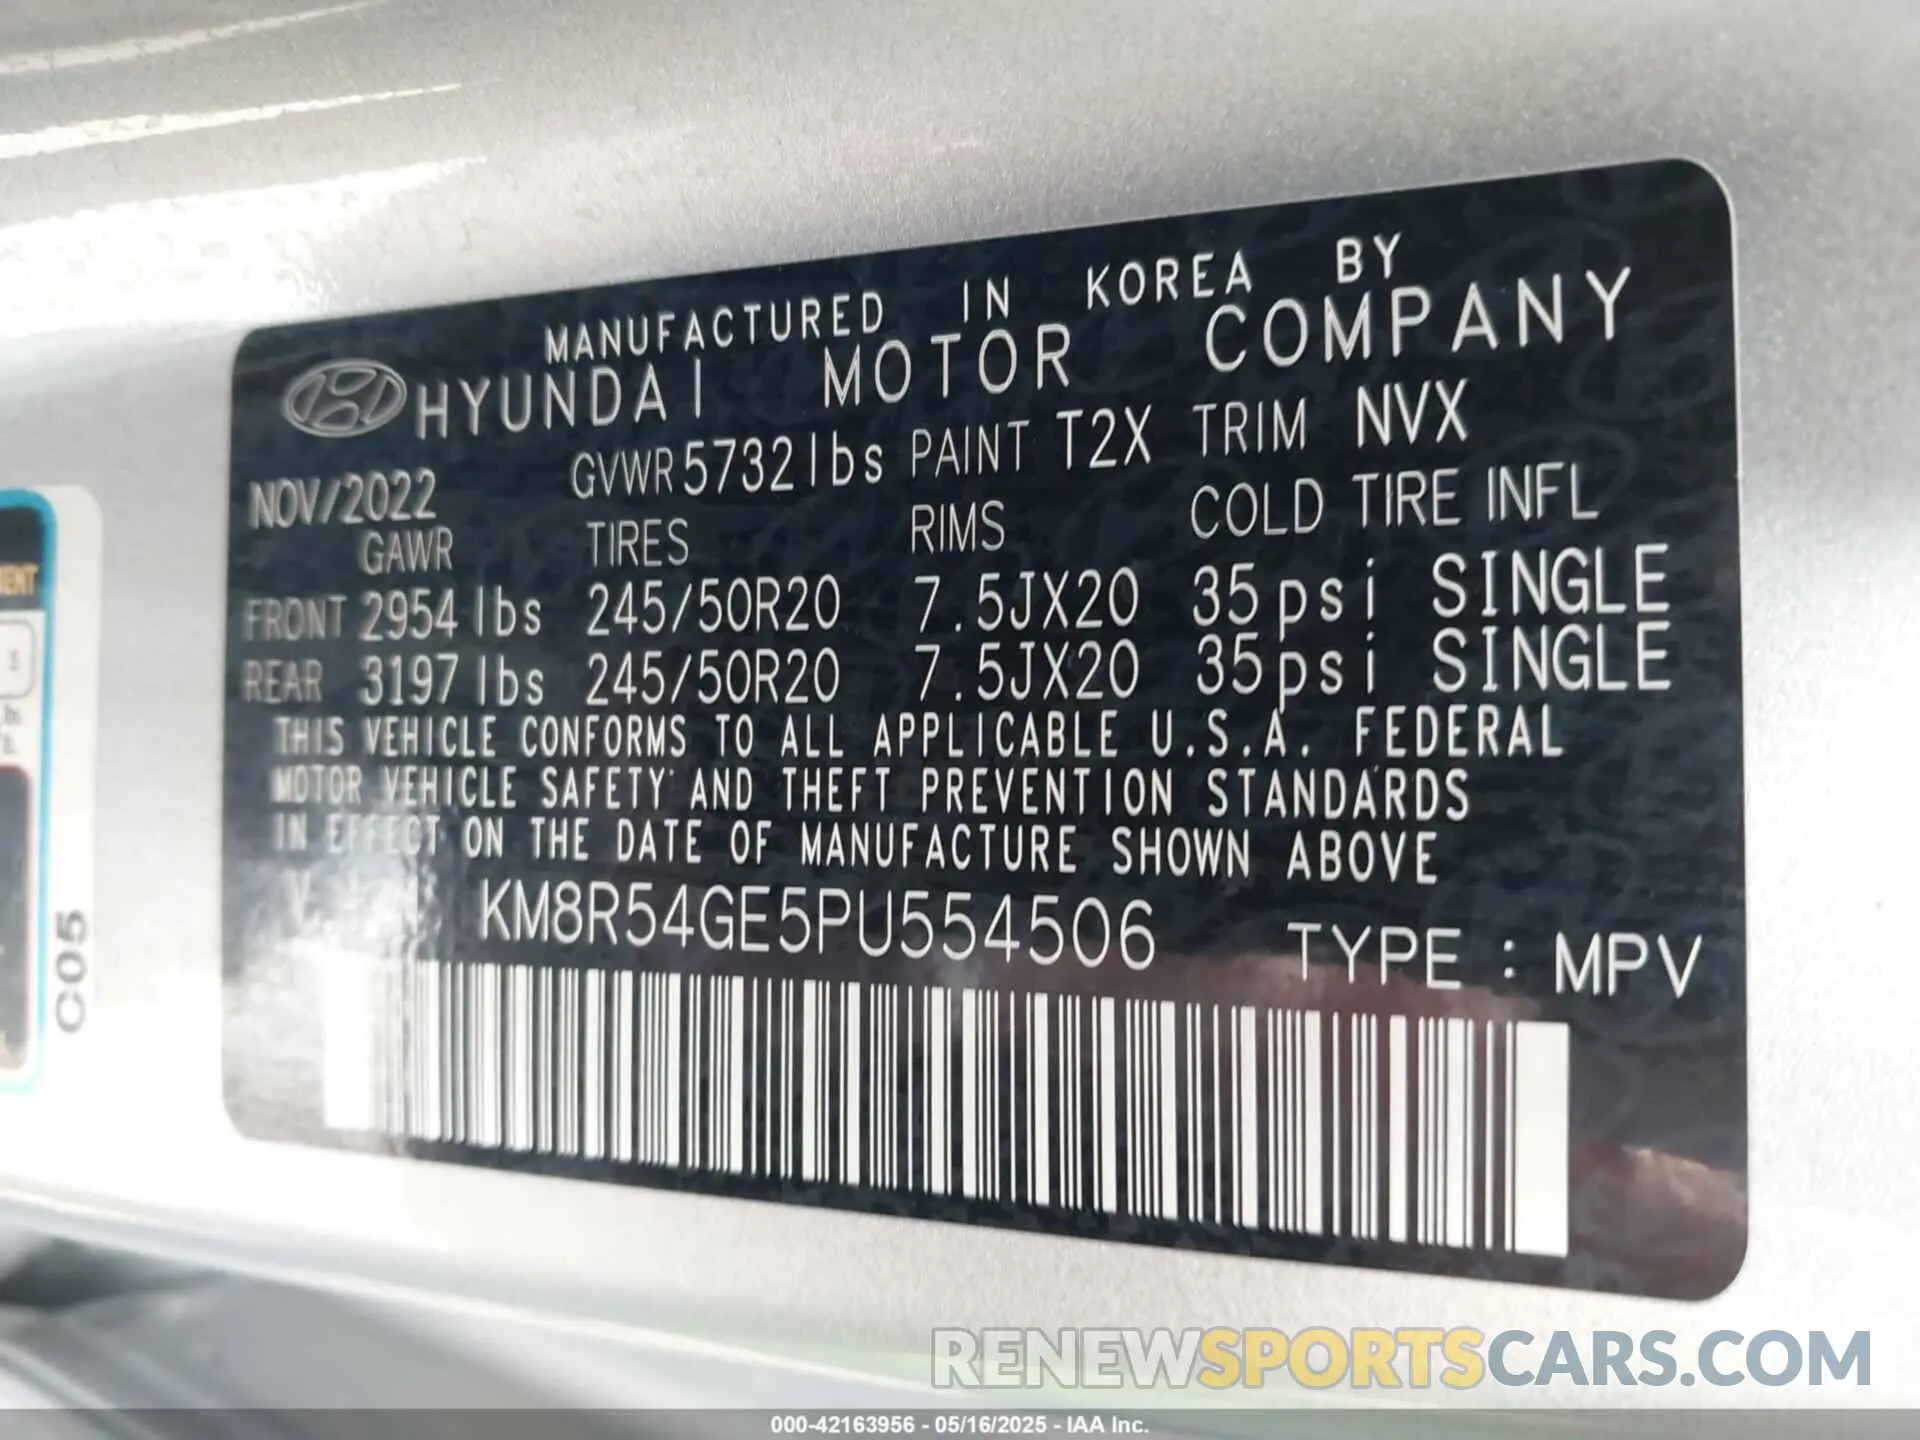 MANUFACTURED IN KOREA BY
HYUNDAI MOTOR COMPANY
NOV/2022 GVWR 5732 lbs PAINT T2X TRIM NVX
GAWR TIRES RIMS COLD TIRE INFL
FRONT 2954 lbs 245/50R20 7.5JX20 35psi SINGLE
REAR 3197 lbs 245/50R20 7.5JX20 35psi SINGLE
THIS VEHICLE CONFORMS TO ALL APPLICABLE U.S.A. FEDERAL
MOTOR VEHICLE SAFETY AND THEFT PREVENTION STANDARDS
IN EFFECT ON THE DATE OF MANUFACTURE SHOWN ABOVE
KM8R54GE5PU554506 TYPE : MPV
C05
RENEWSPORTSCARS.COM
000-42163956 - 05/16/2025 - IAA Inc.